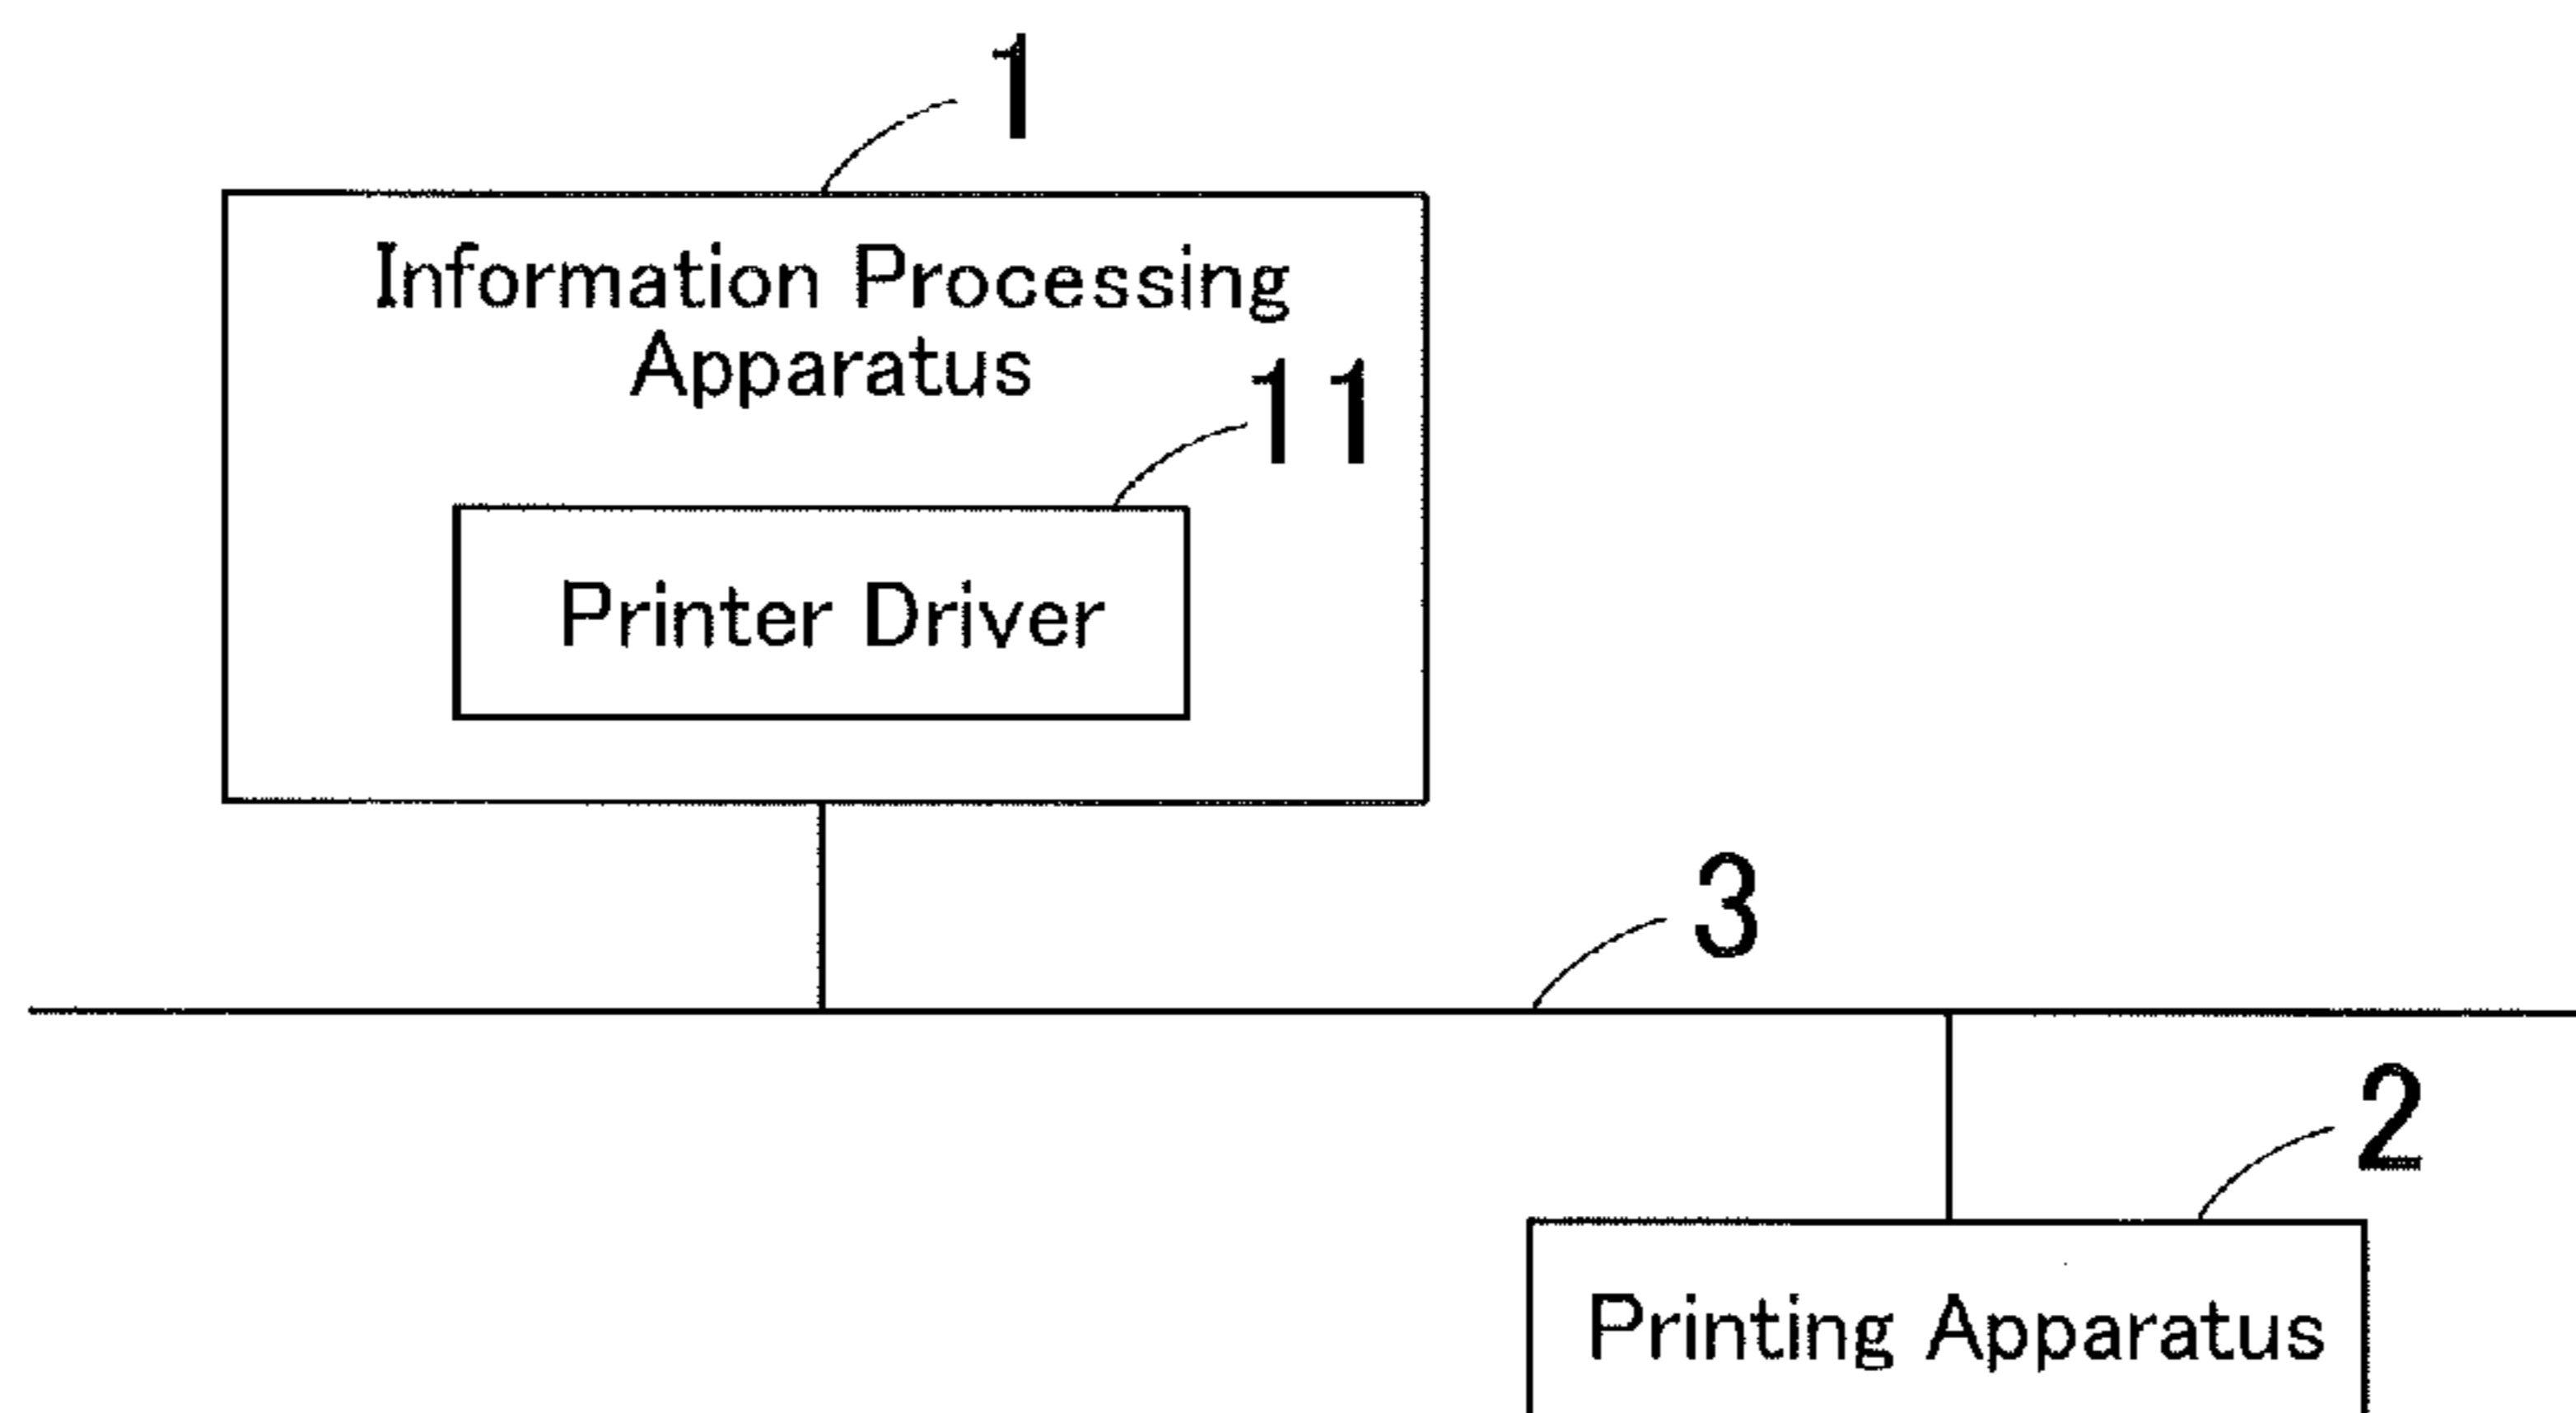 1
Information Processing
Apparatus
11
Printer Driver
3
2
Printing Apparatus